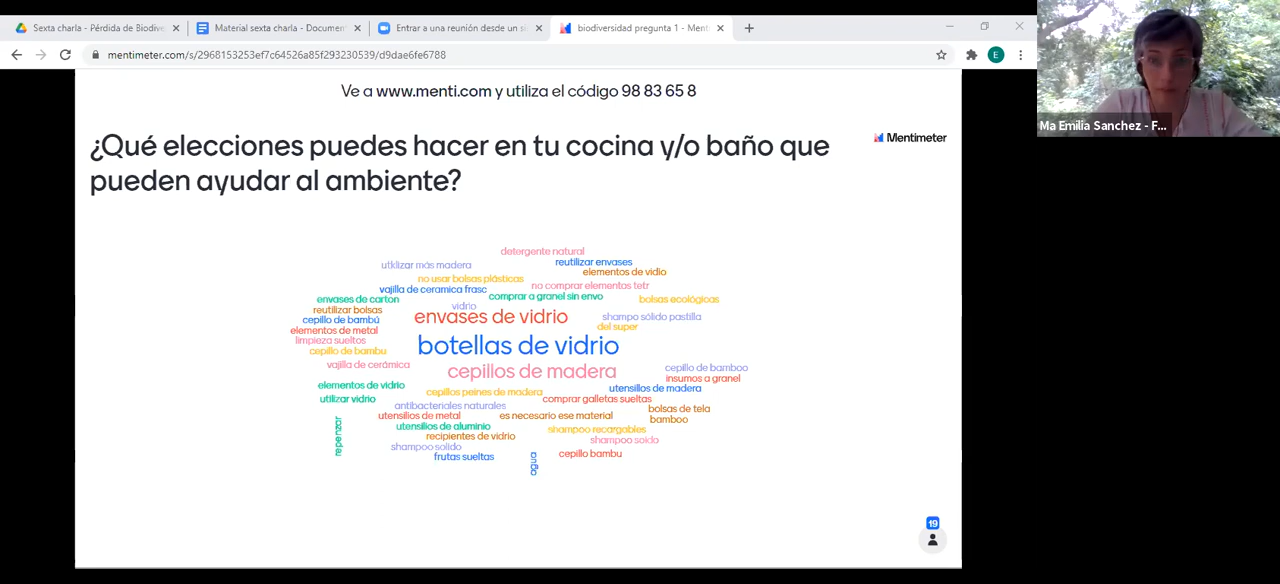 Sexta charla - Pérdida de Biodive
Material sexta charla - Document
Entrar a una reunión desde un si
biodiversidad pregunta 1 - Menti
mentimeter.com/s/2968153253ef7c64526a85f293230539/d9dae6fe6788
E
Ma Emilia Sanchez - F...
Ve a www.menti.com y utiliza el código 98 83 65 8
¿Qué elecciones puedes hacer en tu cocina y/o baño que
pueden ayudar al ambiente?
Mentimeter
detergente natural
utklizar más madera
reutilizar envases
elementos de vidio
no usar bolsas plásticas
no comprar elementos tetr
vajilla de ceramica frasc
comprar a granel sin envo
envases de carton
bolsas ecológicas
vidrio
reutilizar bolsas
envases de vidrio
shampo sólido pastilla
cepillo de bambú
del super
elementos de metal
limpieza sueltos
botellas de vidrio
cepillo de bambu
vajilla de cerámica
cepillos de madera
cepillo de bamboo
insumos a granel
elementos de vidrio
utensillos de madera
cepillos peines de madera
utilizar vidrio
comprar galletas sueltas
antibacteriales naturales
bolsas de tela
utensilios de metal
es necesario ese material
bamboo
utensilios de aluminio
shampoo recargables
repenzar
recipientes de vidrio
shampoo soido
shampoo solido
cepillo bambu
frutas sueltas
agua
19